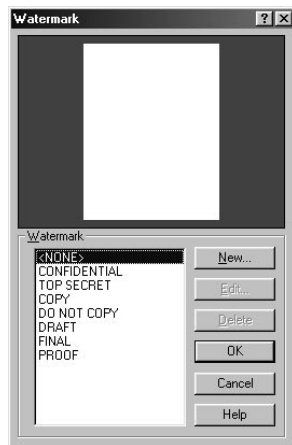 Watermark
Watermark
<NONE>
CONFIDENTIAL
TOP SECRET
COPY
DO NOT COPY
DRAFT
FINAL
PROOF
New...
Edit...
Delete
OK
Cancel
Help